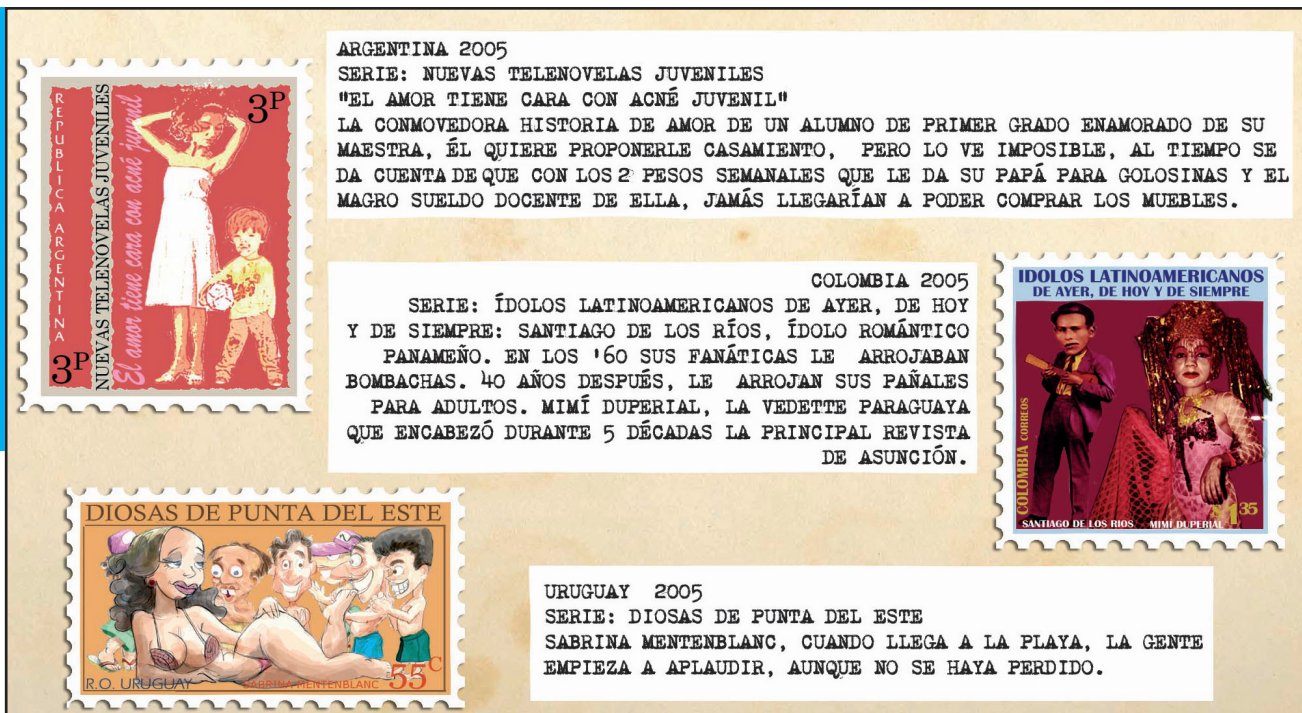 REPUBLICA ARGENTINA
NUEVAS TELENOVELAS JUVENILES
El amor tiene cara con acné juvenil
3P
3P
ARGENTINA 2005
SERIE: NUEVAS TELENOVELAS JUVENILES
"EL AMOR TIENE CARA CON ACNÉ JUVENIL"
LA CONMOVEDORA HISTORIA DE AMOR DE UN ALUMNO DE PRIMER GRADO ENAMORADO DE SU
MAESTRA, ÉL QUIERE PROPONERLE CASAMIENTO, PERO LO VE IMPOSIBLE, AL TIEMPO SE
DA CUENTA DE QUE CON LOS 2 PESOS SEMANALES QUE LE DA SU PAPÁ PARA GOLOSINAS Y EL
MAGRO SUELDO DOCENTE DE ELLA, JAMÁS LLEGARÍAN A PODER COMPRAR LOS MUEBLES.
COLOMBIA 2005
SERIE: ÍDOLOS LATINOAMERICANOS DE AYER, DE HOY
Y DE SIEMPRE: SANTIAGO DE LOS RÍOS, ÍDOLO ROMÁNTICO
PANAMEÑO. EN LOS '60 SUS FANÁTICAS LE ARROJABAN
BOMBACHAS. 40 AÑOS DESPUÉS, LE ARROJAN SUS PAÑALES
PARA ADULTOS. MIMÍ DUPERIAL, LA VEDETTE PARAGUAYA
QUE ENCABEZÓ DURANTE 5 DÉCADAS LA PRINCIPAL REVISTA
DE ASUNCIÓN.
IDOLOS LATINOAMERICANOS
DE AYER, DE HOY Y DE SIEMPRE
COLOMBIA CORREOS
$1 35
SANTIAGO DE LOS RIOS MIMI DUPERIAL
DIOSAS DE PUNTA DEL ESTE
R.O. URUGUAY SABRINA MENTENBLANC 55c
URUGUAY 2005
SERIE: DIOSAS DE PUNTA DEL ESTE
SABRINA MENTENBLANC, CUANDO LLEGA A LA PLAYA, LA GENTE
EMPIEZA A APLAUDIR, AUNQUE NO SE HAYA PERDIDO.